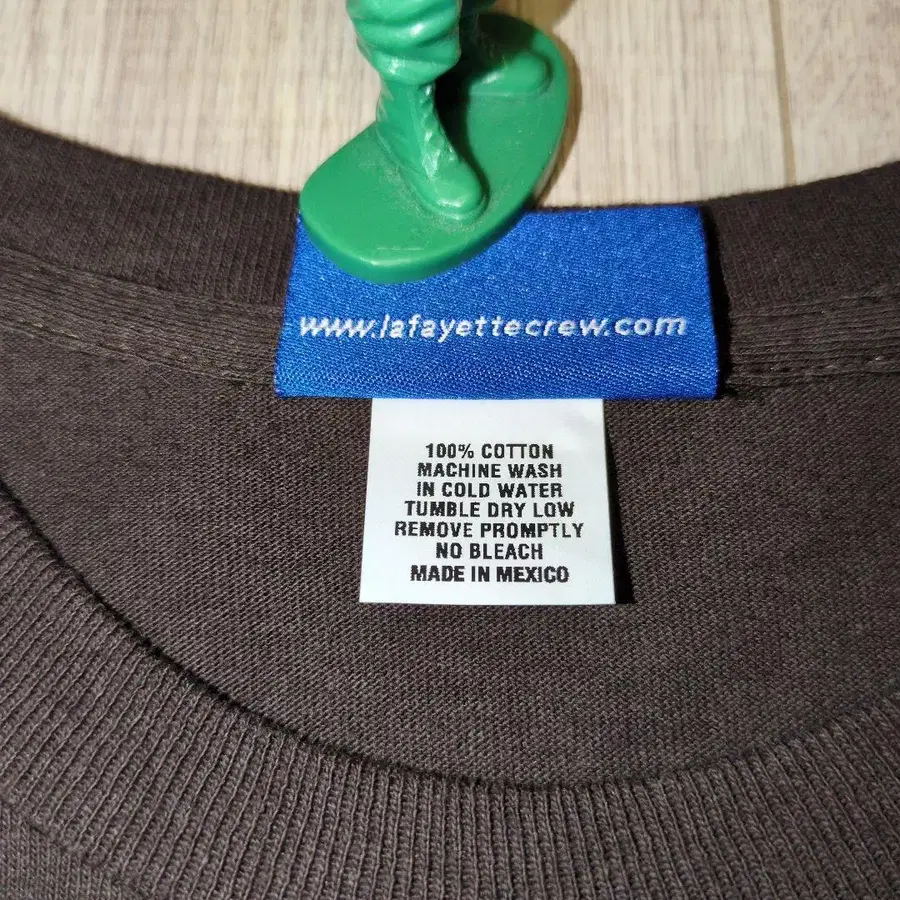 www.lafayettecrew.com
100% COTTON
MACHINE WASH
IN COLD WATER
TUMBLE DRY LOW
REMOVE PROMPTLY
NO BLEACH
MADE IN MEXICO